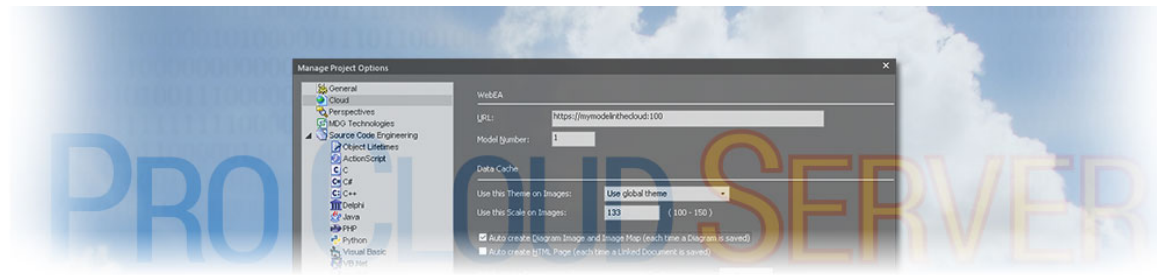 PRO CLOUD SERVER
Manage Project Options
General
Cloud
Perspectives
MDG Technologies
Source Code Engineering
Object Lifetimes
ActionScript
C
C#
C++
Delphi
Java
PHP
Python
Visual Basic
VB.Net
WebEA
URL: https://mymodelinthecloud:100
Model Number: 1
Data Cache
Use this Theme on Images: Use global theme
Use this Scale on Images: 133 ( 100 - 150 )
Auto create Diagram Image and Image Map (each time a Diagram is saved)
Auto create HTML Page (each time a Linked Document is saved)